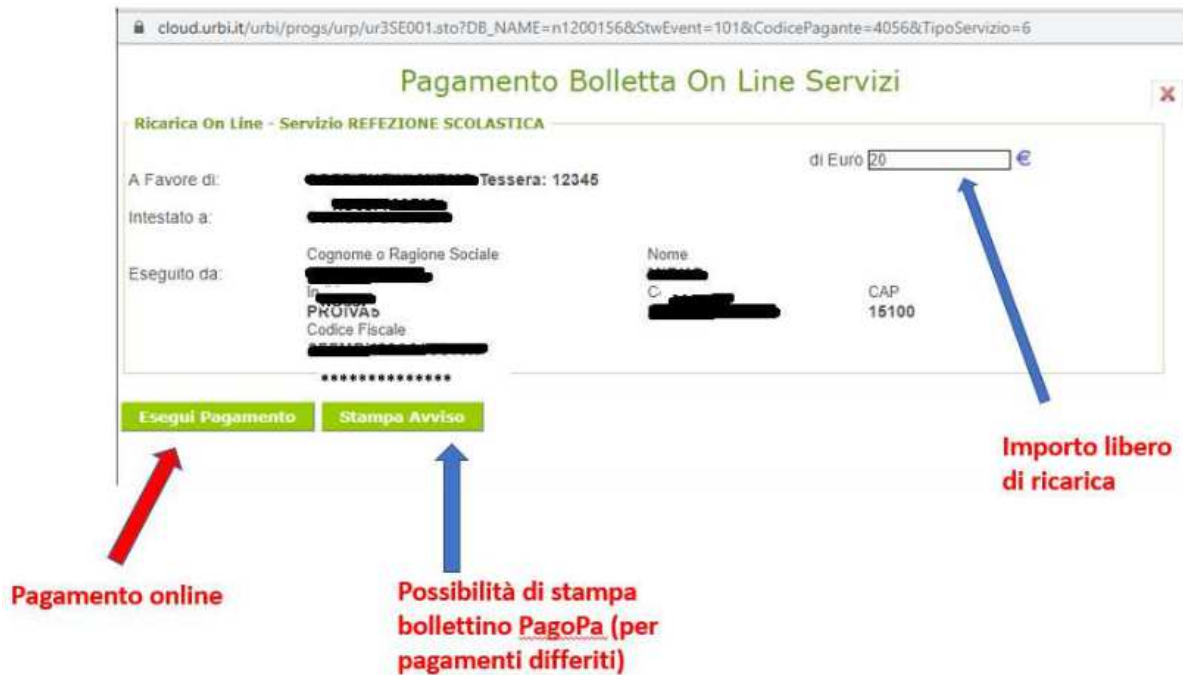 cloud.urbi.it/urbi/progs/urp/ur3SE001.sto?DB_NAME=n1200156&StwEvent=101&CodicePagante=4056&TipoServizio=6
Pagamento Bolletta On Line Servizi
Ricarica On Line - Servizio REFEZIONE SCOLASTICA
di Euro 20 €
A Favore di: Tessera: 12345
Intestato a:
Cognome o Ragione Sociale Nome
Eseguito da:
CAP
PROIVA 15100
Codice Fiscale
**************
Esegui Pagamento Stampa Avviso
Importo libero
di ricarica
Pagamento online
Possibilità di stampa
bollettino PagoPa (per
pagamenti differiti)